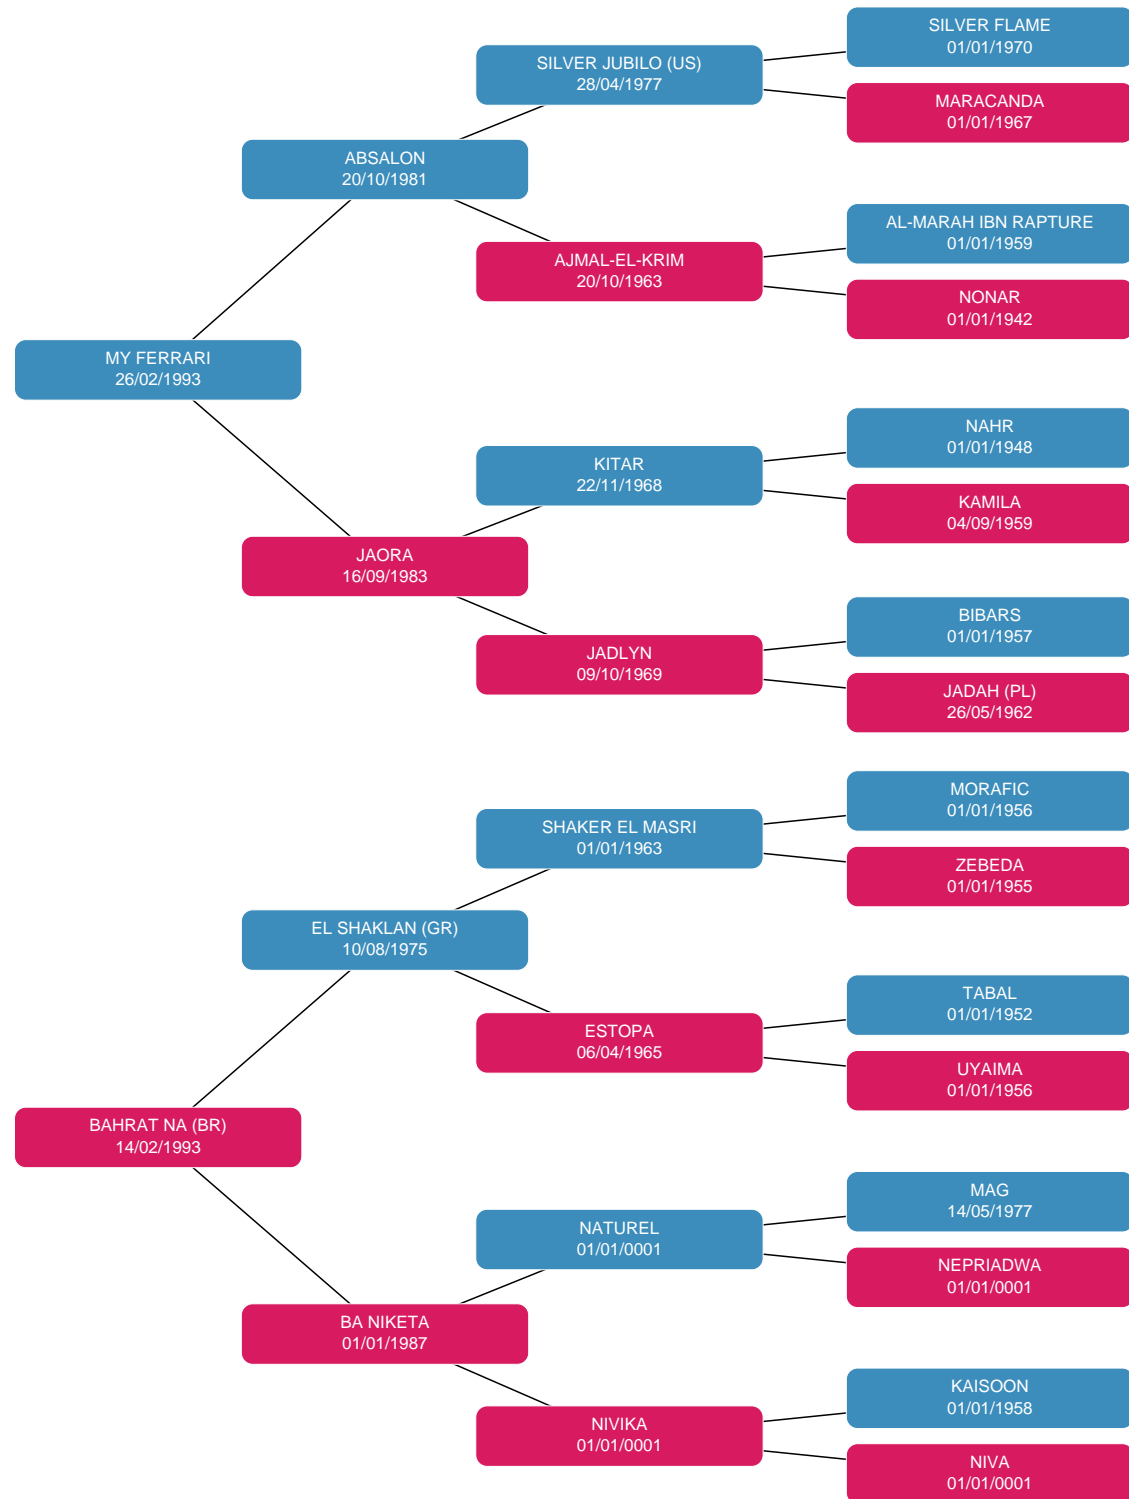 SILVER FLAME
01/01/1970
SILVER JUBILO (US)
28/04/1977
MARACANDA
01/01/1967
ABSALON
20/10/1981
AL-MARAH IBN RAPTURE
01/01/1959
AJMAL-EL-KRIM
20/10/1963
NONAR
01/01/1942
MY FERRARI
26/02/1993
NAHR
01/01/1948
KITAR
22/11/1968
KAMILA
04/09/1959
JAORA
16/09/1983
BIBARS
01/01/1957
JADLYN
09/10/1969
JADAH (PL)
26/05/1962
MORAFIC
01/01/1956
SHAKER EL MASRI
01/01/1963
ZEBEDA
01/01/1955
EL SHAKLAN (GR)
10/08/1975
TABAL
01/01/1952
ESTOPA
06/04/1965
UYAIMA
01/01/1956
BAHRAT NA (BR)
14/02/1993
MAG
14/05/1977
NATUREL
01/01/0001
NEPRIADWA
01/01/0001
BA NIKETA
01/01/1987
KAISOON
01/01/1958
NIVIKA
01/01/0001
NIVA
01/01/0001